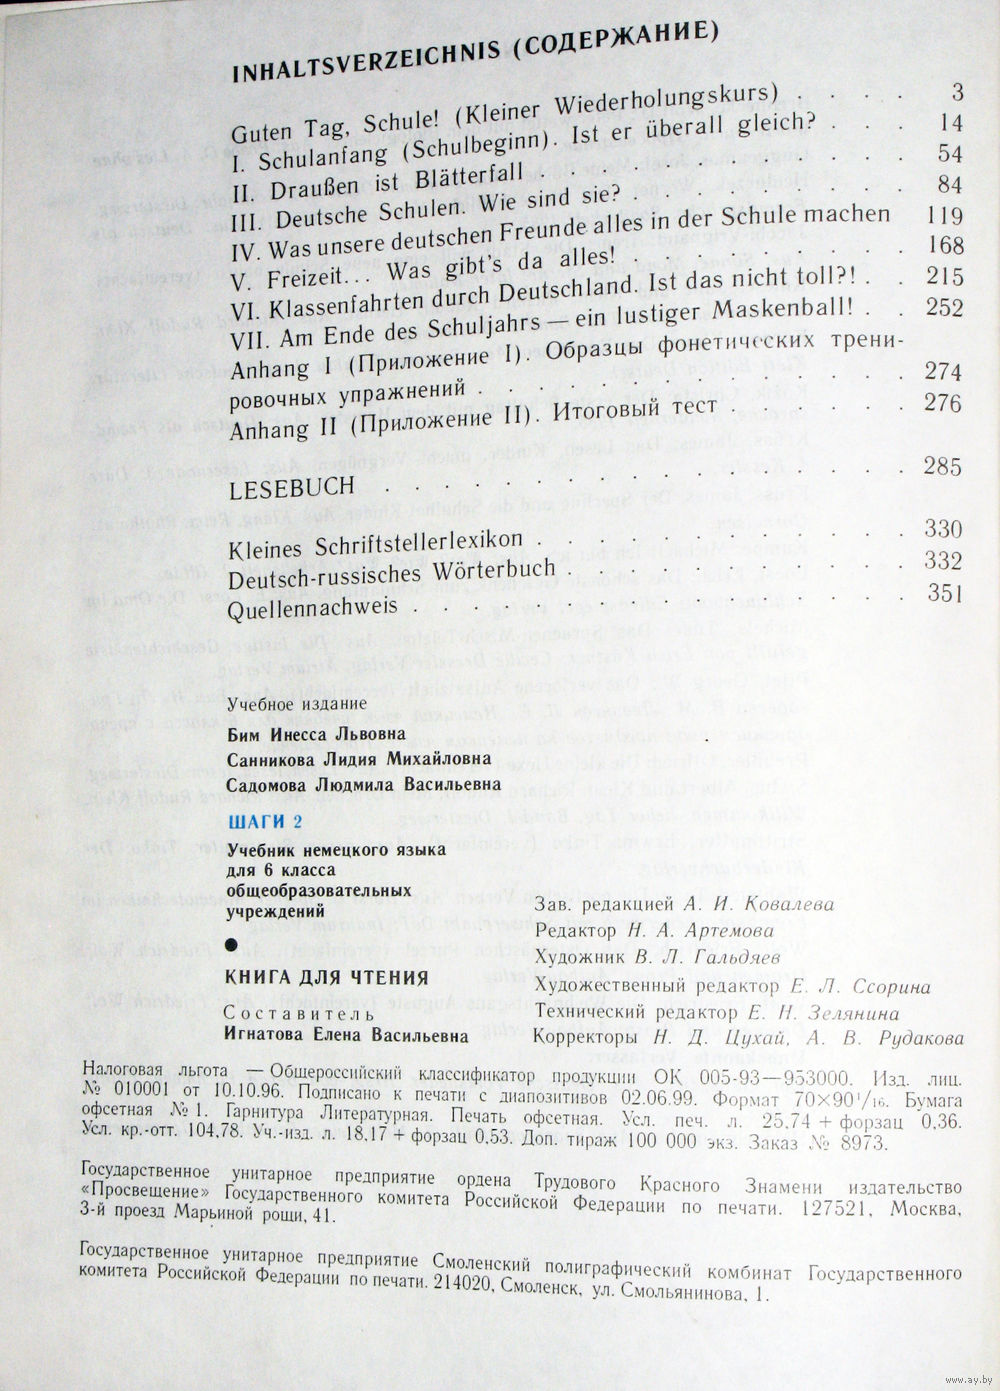 INHALTSVERZEICHNIS (СОДЕРЖАНИЕ)
Guten Tag, Schule! (Kleiner Wiederholungskurs) . . . . 3
I. Schulanfang (Schulbeginn). Ist er überall gleich? . . . 14
II. Draußen ist Blätterfall . . . . . . . . . . . . 54
III. Deutsche Schulen. Wie sind sie? . . . . . . . . . 84
IV. Was unsere deutschen Freunde alles in der Schule machen 119
V. Freizeit... Was gibt's da alles! . . . . . . . . . 168
VI. Klassenfahrten durch Deutschland. Ist das nicht toll?! . . 215
VII. Am Ende des Schuljahrs — ein lustiger Maskenball! . . 252
Anhang I (Приложение I). Образцы фонетических трени-
ровочных упражнений . . . . . . . . . . . . . . 274
Anhang II (Приложение II). Итоговый тест . . . . . . 276
LESEBUCH . . . . . . . . . . . . . . . . . 285
Kleines Schriftstellerlexikon . . . . . . . . . . . . 330
Deutsch-russisches Wörterbuch . . . . . . . . . . . 332
Quellennachweis . . . . . . . . . . . . . . . . 351
Учебное издание
Бим Инесса Львовна
Санникова Лидия Михайловна
Садомова Людмила Васильевна
ШАГИ 2
Учебник немецкого языка
для 6 класса
общеобразовательных
учреждений
●
КНИГА ДЛЯ ЧТЕНИЯ
Составитель
Игнатова Елена Васильевна
Зав. редакцией А. И. Ковалева
Редактор Н. А. Артемова
Художник В. Л. Гальдяев
Художественный редактор Е. Л. Ссорина
Технический редактор Е. Н. Зелянина
Корректоры Н. Д. Цухай, А. В. Рудакова
Налоговая льгота — Общероссийский классификатор продукции ОК 005-93—953000. Изд. лиц.
№ 010001 от 10.10.96. Подписано к печати с диапозитивов 02.06.99. Формат 70×90 1/16. Бумага
офсетная № 1. Гарнитура Литературная. Печать офсетная. Усл. печ. л. 25,74 + форзац 0,36.
Усл. кр.-отт. 104,78. Уч.-изд. л. 18,17 + форзац 0,53. Доп. тираж 100 000 экз. Заказ № 8973.
Государственное унитарное предприятие ордена Трудового Красного Знамени издательство
«Просвещение» Государственного комитета Российской Федерации по печати. 127521, Москва,
3-й проезд Марьиной рощи, 41.
Государственное унитарное предприятие Смоленский полиграфический комбинат Государственного
комитета Российской Федерации по печати. 214020, Смоленск, ул. Смольянинова, 1.
www.ay.by